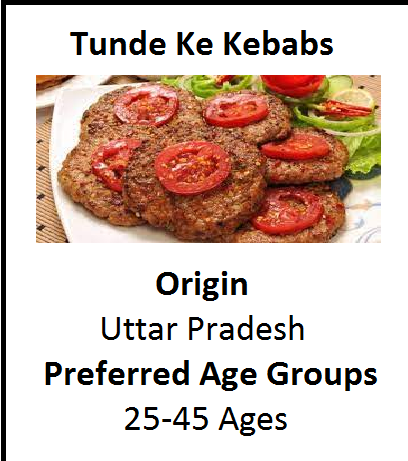 Tunde Ke Kebabs
Origin
Uttar Pradesh
Preferred Age Groups
25-45 Ages